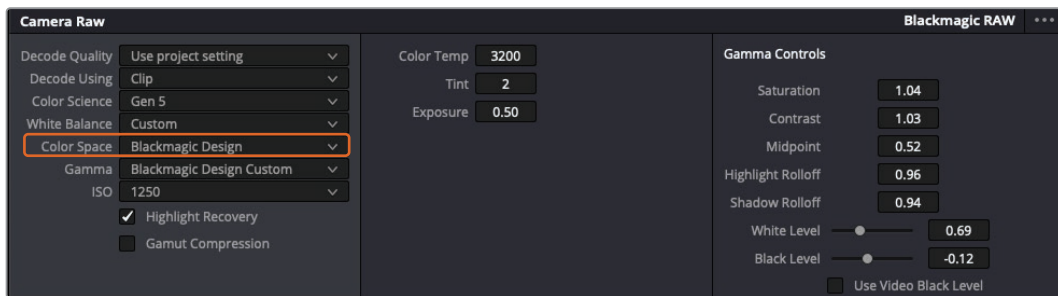 Camera Raw
Blackmagic RAW
Decode Quality Use project setting
Decode Using Clip
Color Science Gen 5
White Balance Custom
Color Space Blackmagic Design
Gamma Blackmagic Design Custom
ISO 1250
Highlight Recovery
Gamut Compression
Color Temp 3200
Tint 2
Exposure 0.50
Gamma Controls
Saturation 1.04
Contrast 1.03
Midpoint 0.52
Highlight Rolloff 0.96
Shadow Rolloff 0.94
White Level 0.69
Black Level -0.12
Use Video Black Level